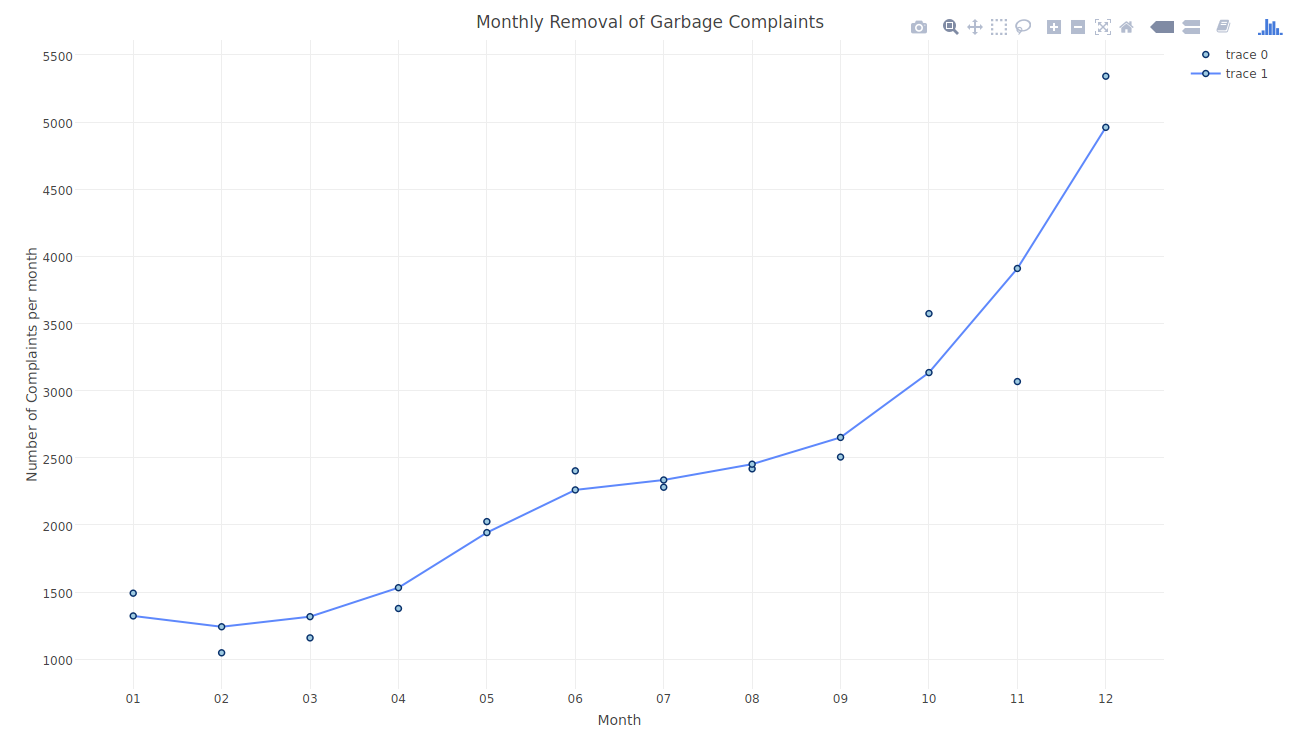 Monthly Removal of Garbage Complaints
trace 0
trace 1
Number of Complaints per month
5500
5000
4500
4000
3500
3000
2500
2000
1500
1000
01 02 03 04 05 06 07 08 09 10 11 12
Month